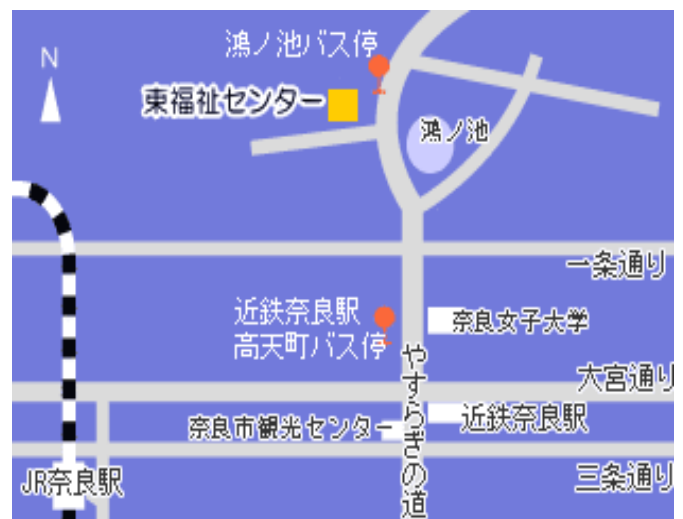 鴻ノ池バス停
N
東福祉センター
鴻ノ池
一条通り
近鉄奈良駅
高天町バス停
奈良女子大学
やすらぎの道
大宮通り
近鉄奈良駅
奈良市観光センター
JR奈良駅
三条通り